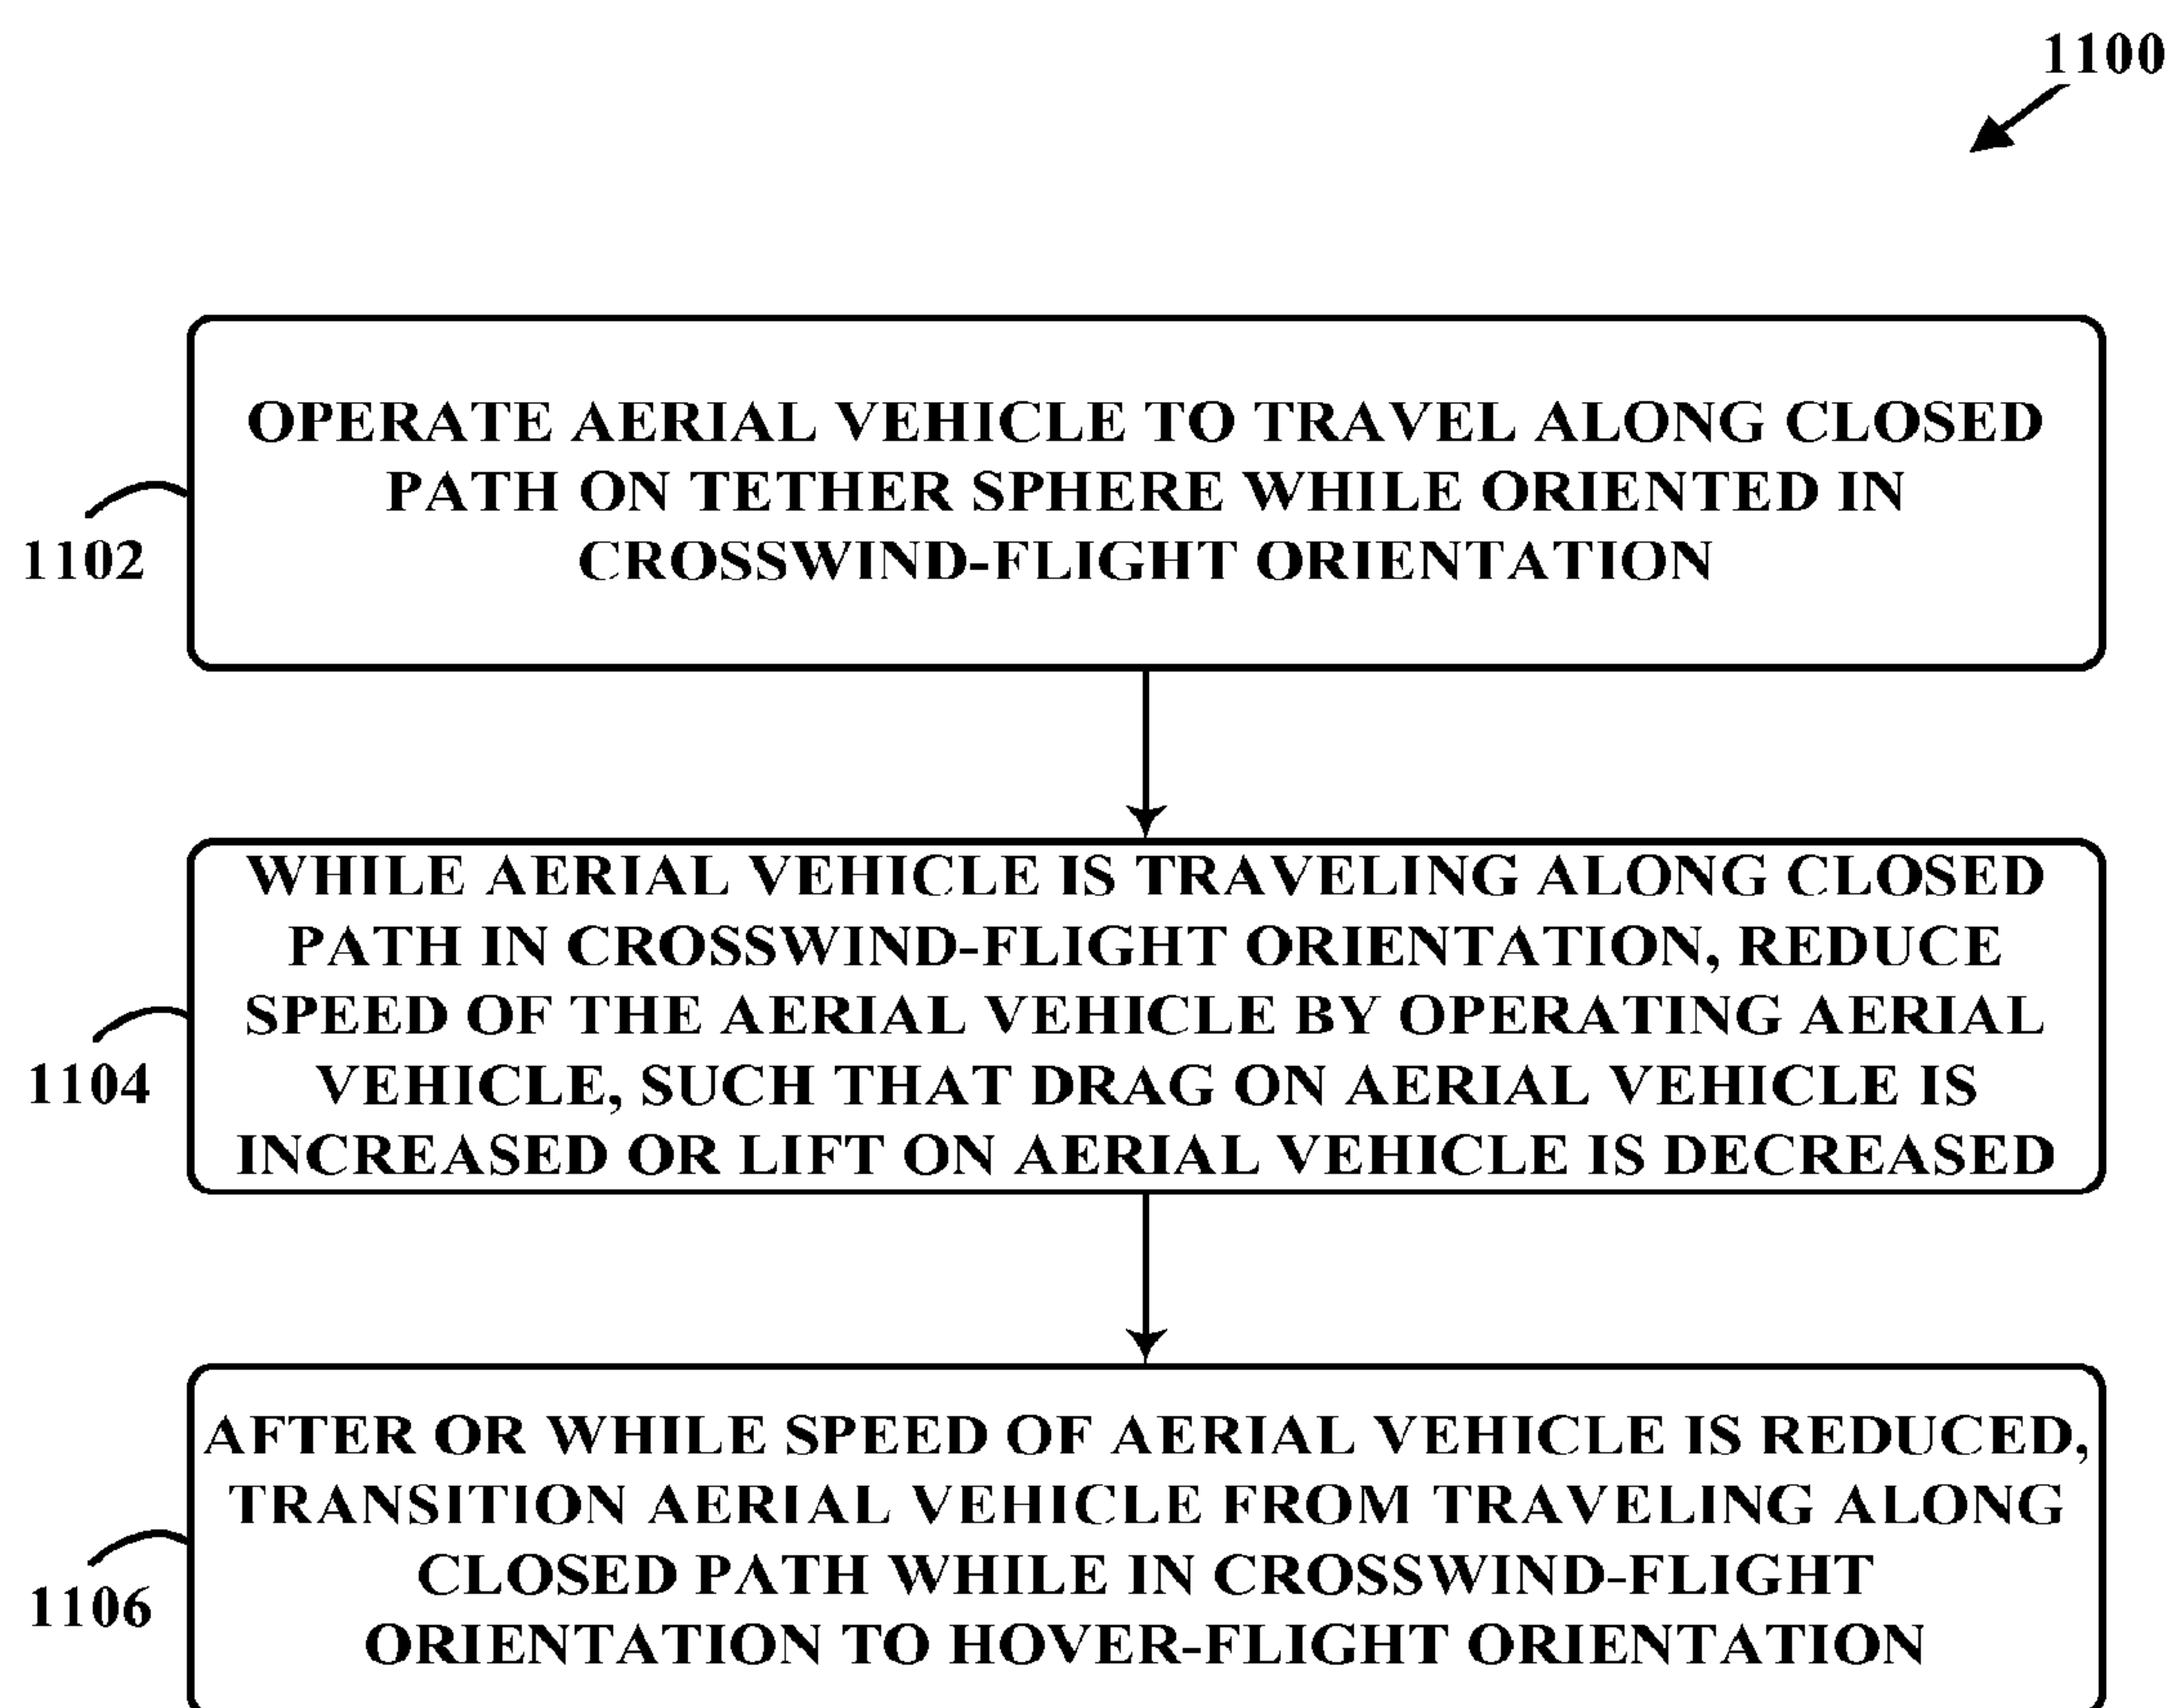 1100
OPERATE AERIAL VEHICLE TO TRAVEL ALONG CLOSED
PATH ON TETHER SPHERE WHILE ORIENTED IN
CROSSWIND-FLIGHT ORIENTATION
1102
WHILE AERIAL VEHICLE IS TRAVELING ALONG CLOSED
PATH IN CROSSWIND-FLIGHT ORIENTATION, REDUCE
SPEED OF THE AERIAL VEHICLE BY OPERATING AERIAL
VEHICLE, SUCH THAT DRAG ON AERIAL VEHICLE IS
INCREASED OR LIFT ON AERIAL VEHICLE IS DECREASED
1104
AFTER OR WHILE SPEED OF AERIAL VEHICLE IS REDUCED,
TRANSITION AERIAL VEHICLE FROM TRAVELING ALONG
CLOSED PATH WHILE IN CROSSWIND-FLIGHT
ORIENTATION TO HOVER-FLIGHT ORIENTATION
1106